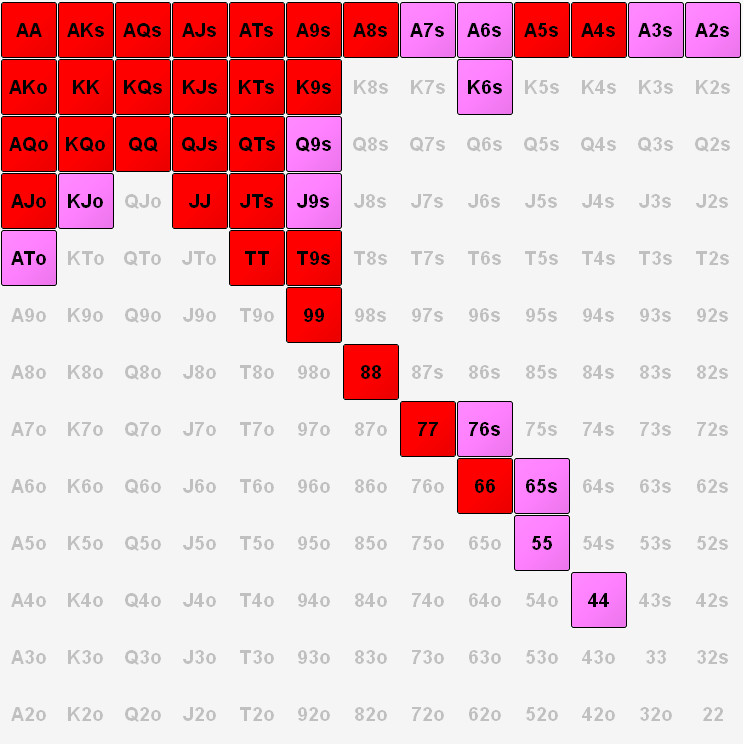 AA AKs AQs AJs ATs A9s A8s A7s A6s A5s A4s A3s A2s
AKo KK KQs KJs KTs K9s K8s K7s K6s K5s K4s K3s K2s
AQo KQo QQ QJs QTs Q9s Q8s Q7s Q6s Q5s Q4s Q3s Q2s
AJo KJo QJo JJ JTs J9s J8s J7s J6s J5s J4s J3s J2s
ATo KTo QTo JTo TT T9s T8s T7s T6s T5s T4s T3s T2s
A9o K9o Q9o J9o T9o 99 98s 97s 96s 95s 94s 93s 92s
A8o K8o Q8o J8o T8o 98o 88 87s 86s 85s 84s 83s 82s
A7o K7o Q7o J7o T7o 97o 87o 77 76s 75s 74s 73s 72s
A6o K6o Q6o J6o T6o 96o 86o 76o 66 65s 64s 63s 62s
A5o K5o Q5o J5o T5o 95o 85o 75o 65o 55 54s 53s 52s
A4o K4o Q4o J4o T4o 94o 84o 74o 64o 54o 44 43s 42s
A3o K3o Q3o J3o T3o 93o 83o 73o 63o 53o 43o 33 32s
A2o K2o Q2o J2o T2o 92o 82o 72o 62o 52o 42o 32o 22